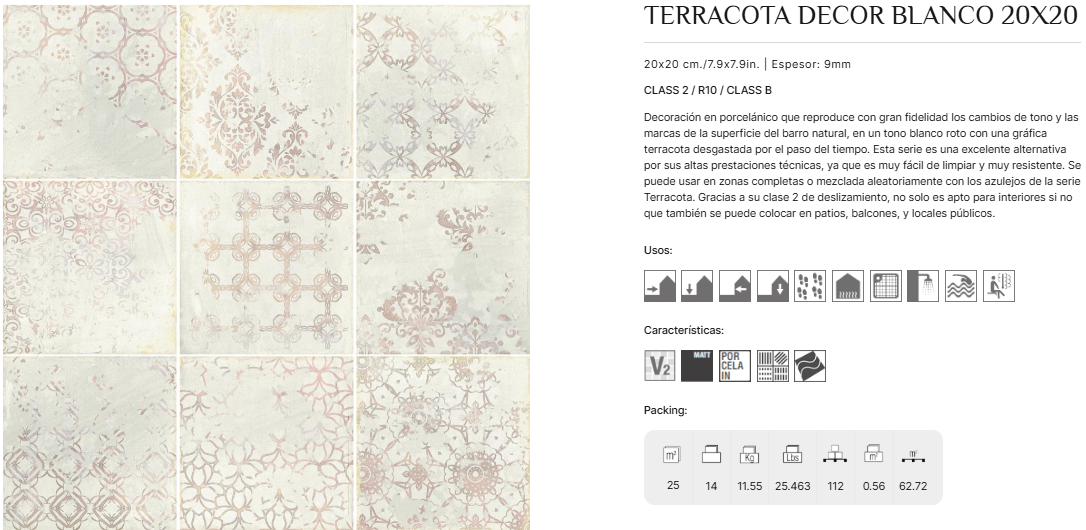 TERRACOTA DECOR BLANCO 20X20
20x20 cm./7.9x7.9in. | Espesor: 9mm
CLASS 2 / R10 / CLASS B
Decoración en porcelánico que reproduce con gran fidelidad los cambios de tono y las
marcas de la superficie del barro natural, en un tono blanco roto con una gráfica
terracota desgastada por el paso del tiempo. Esta serie es una excelente alternativa
por sus altas prestaciones técnicas, ya que es muy fácil de limpiar y muy resistente. Se
puede usar en zonas completas o mezclada aleatoriamente con los azulejos de la serie
Terracota. Gracias a su clase 2 de deslizamiento, no solo es apto para interiores si no
que también se puede colocar en patios, balcones, y locales públicos.
Usos:
Características:
V2 MATT POR
CELA
IN
Packing:
m² Kg Lbs m² m²
25 14 11.55 25.463 112 0.56 62.72